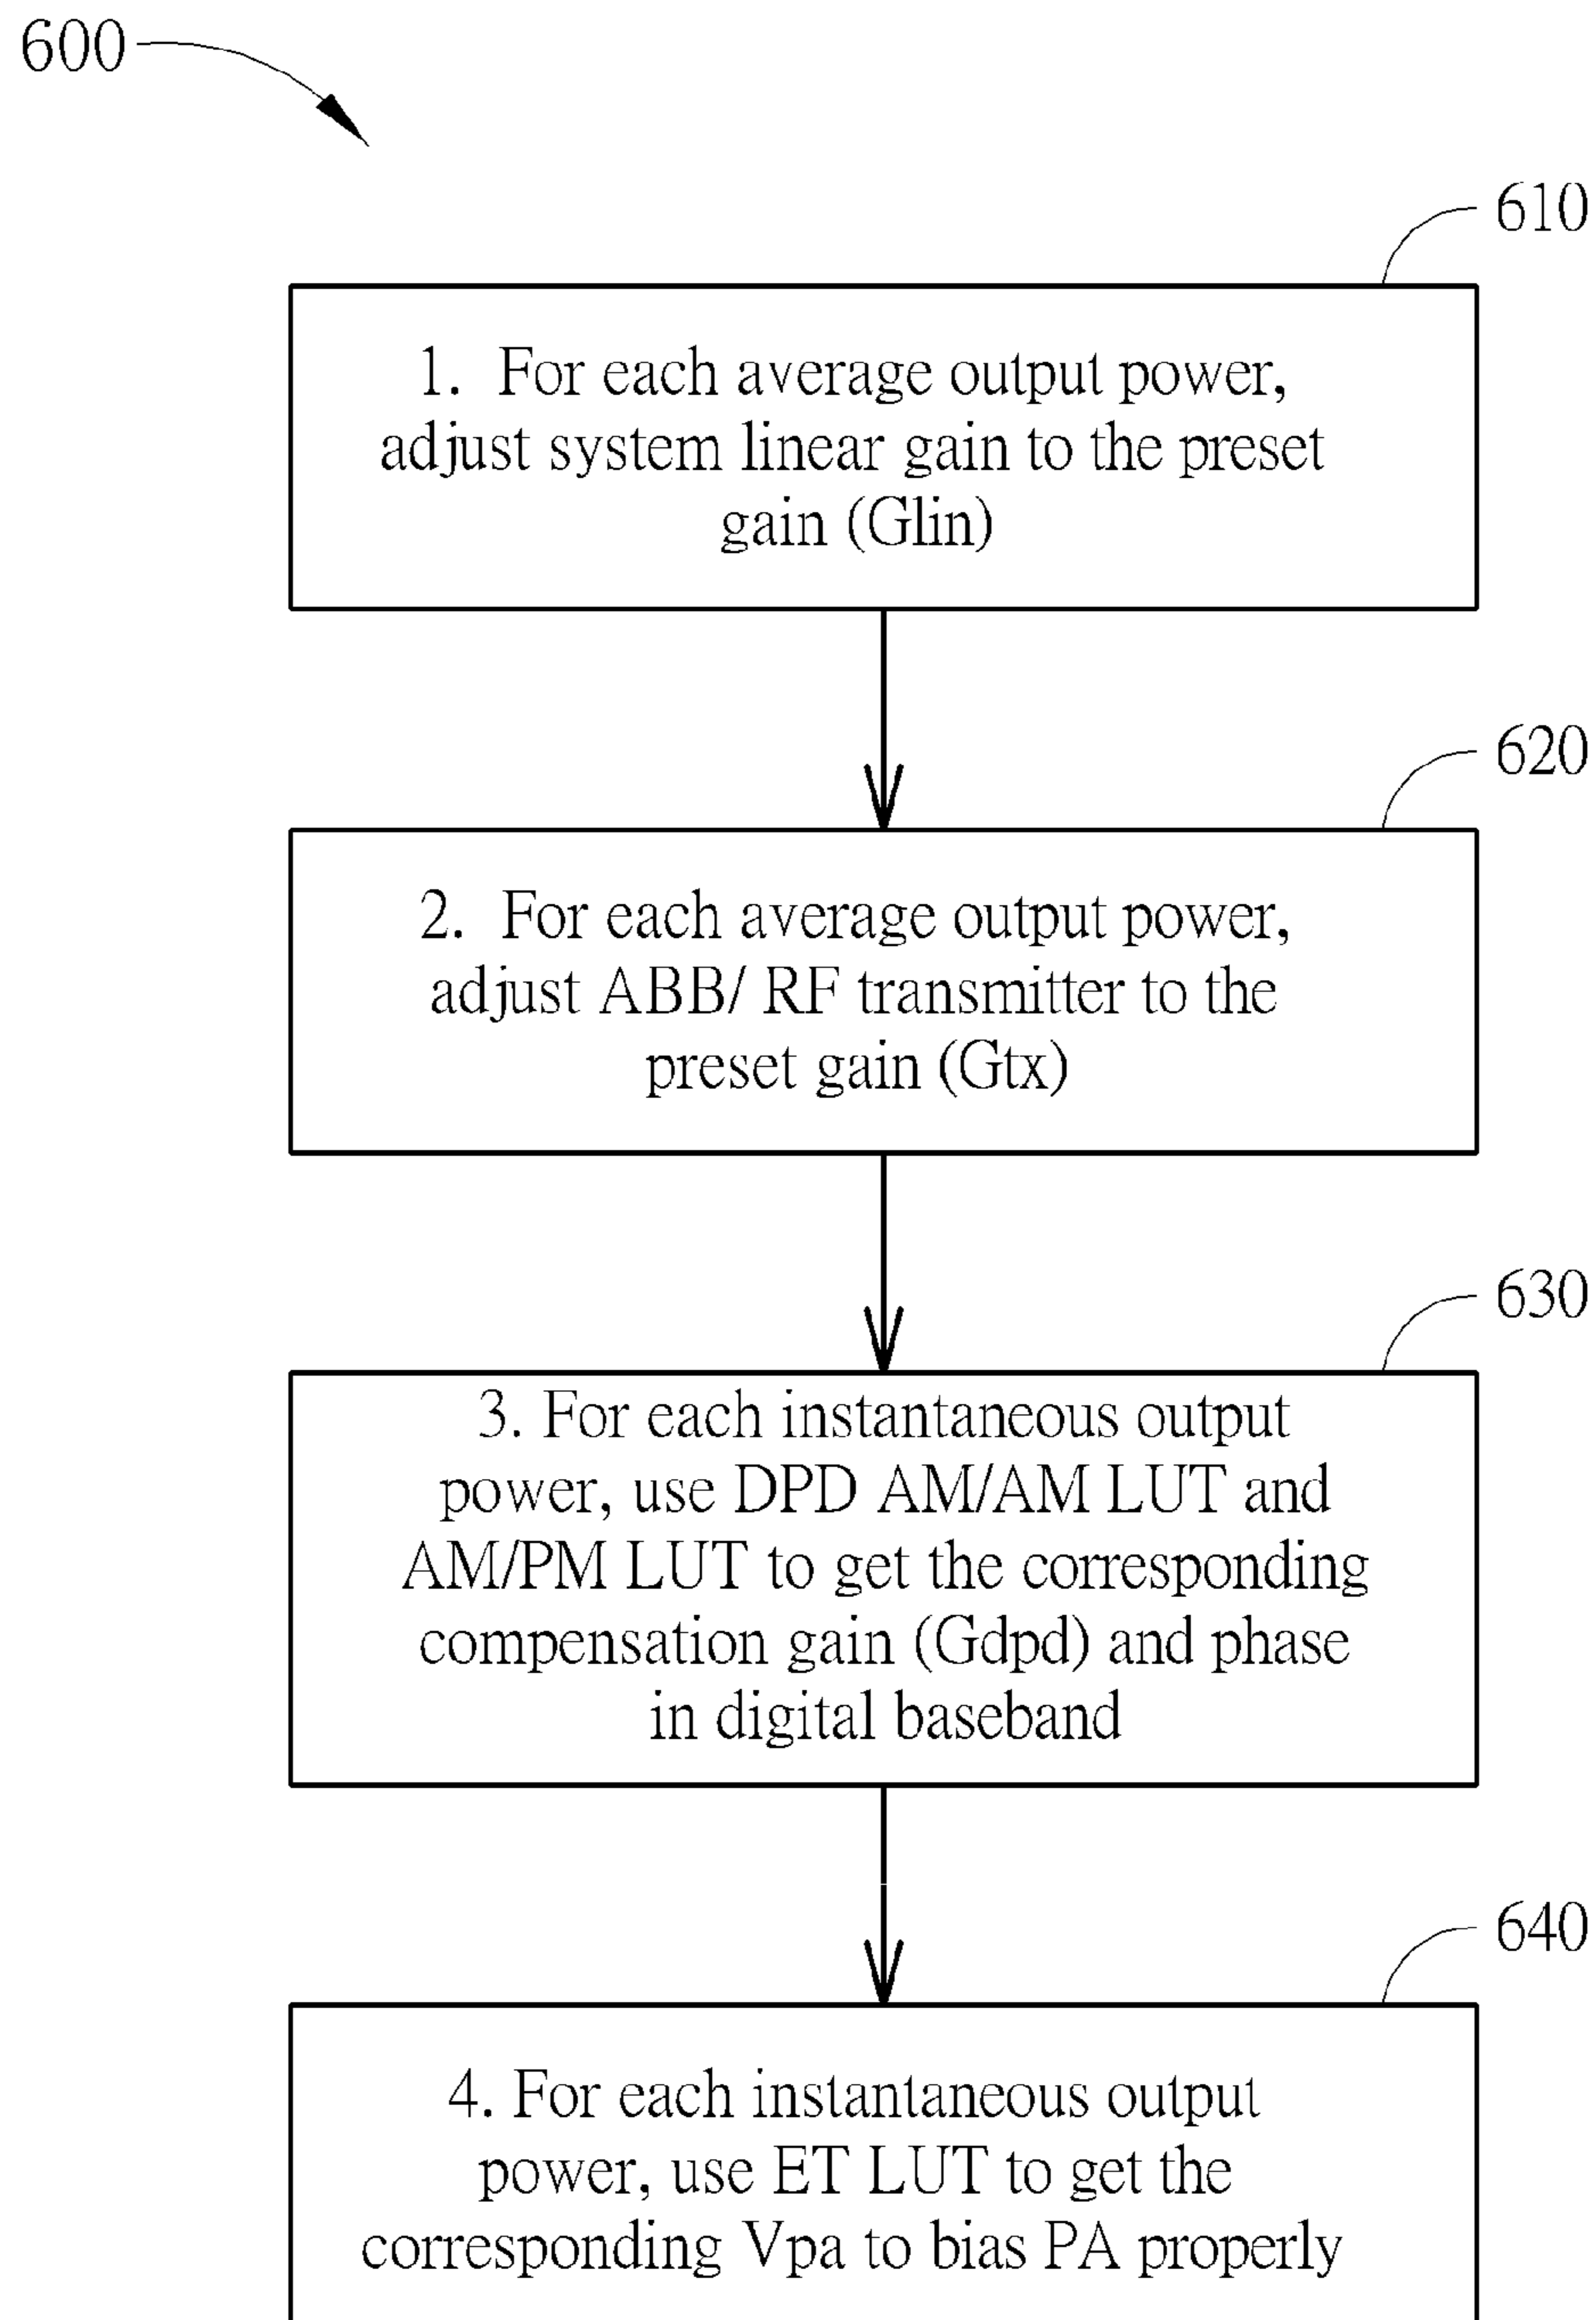 600
610
1. For each average output power,
adjust system linear gain to the preset
gain (Glin)
620
2. For each average output power,
adjust ABB/ RF transmitter to the
preset gain (Gtx)
630
3. For each instantaneous output
power, use DPD AM/AM LUT and
AM/PM LUT to get the corresponding
compensation gain (Gdpd) and phase
in digital baseband
640
4. For each instantaneous output
power, use ET LUT to get the
corresponding Vpa to bias PA properly